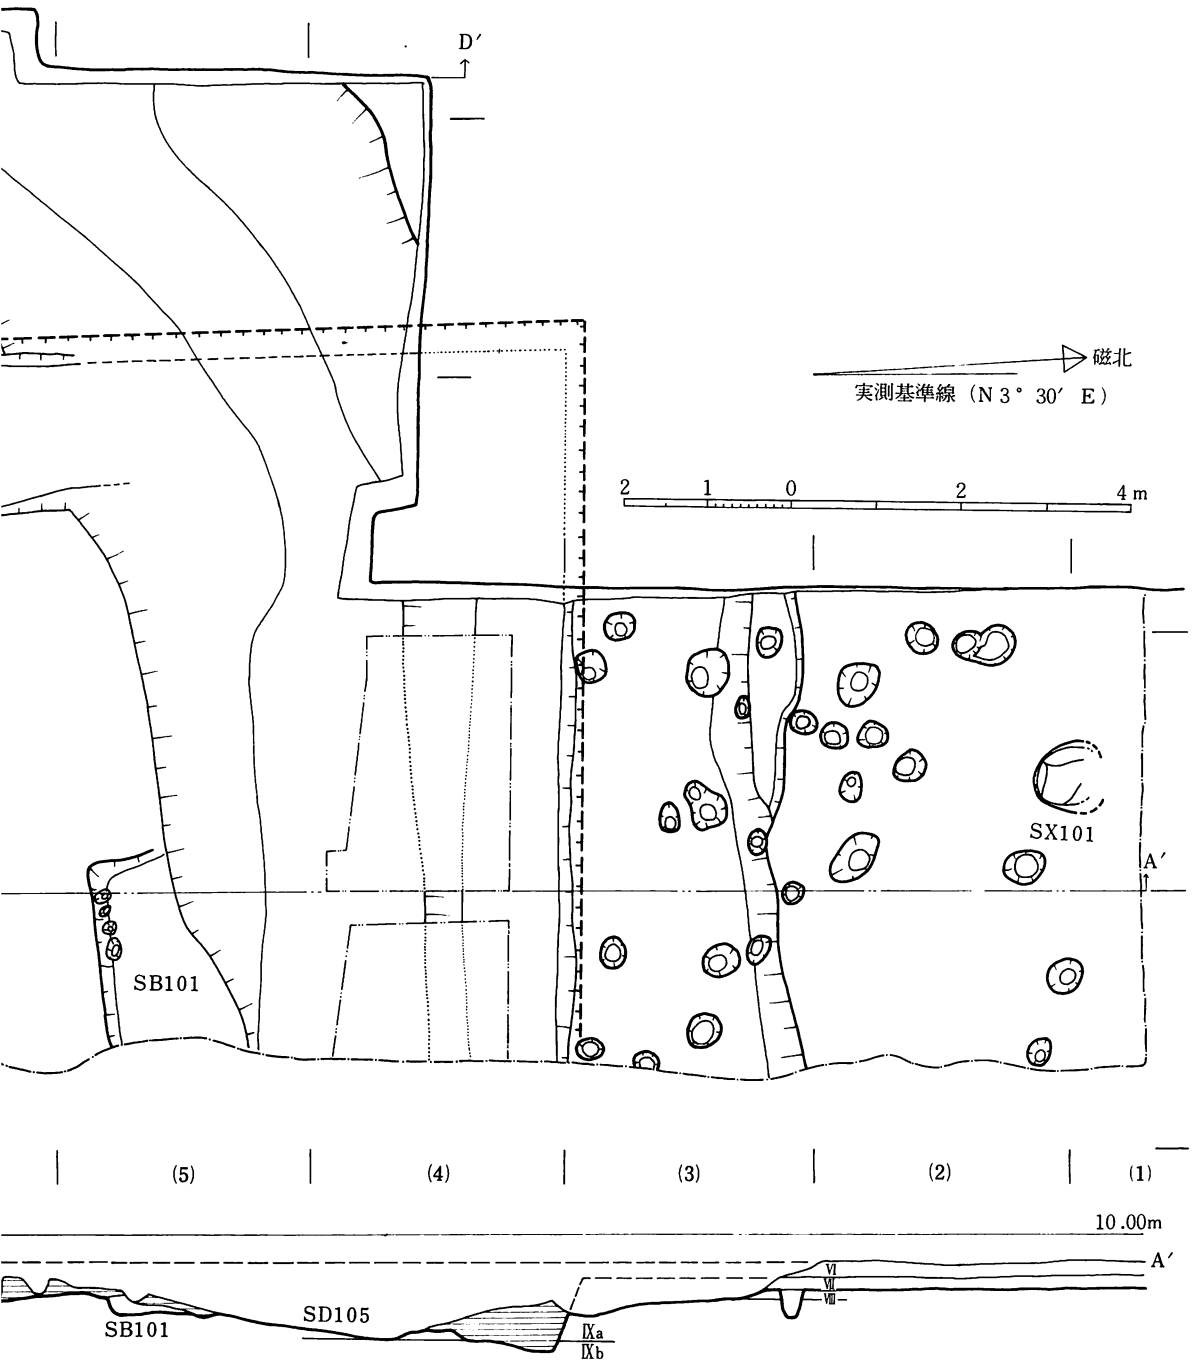 D′
磁北
実測基準線（N 3° 30′ E）
2 1 0 2 4 m
SX101
A′
SB101
(5) (4) (3) (2) (1)
10.00m
A′
Ⅵ
Ⅶ
Ⅷ
SD105
SB101
Ⅸa
Ⅸb